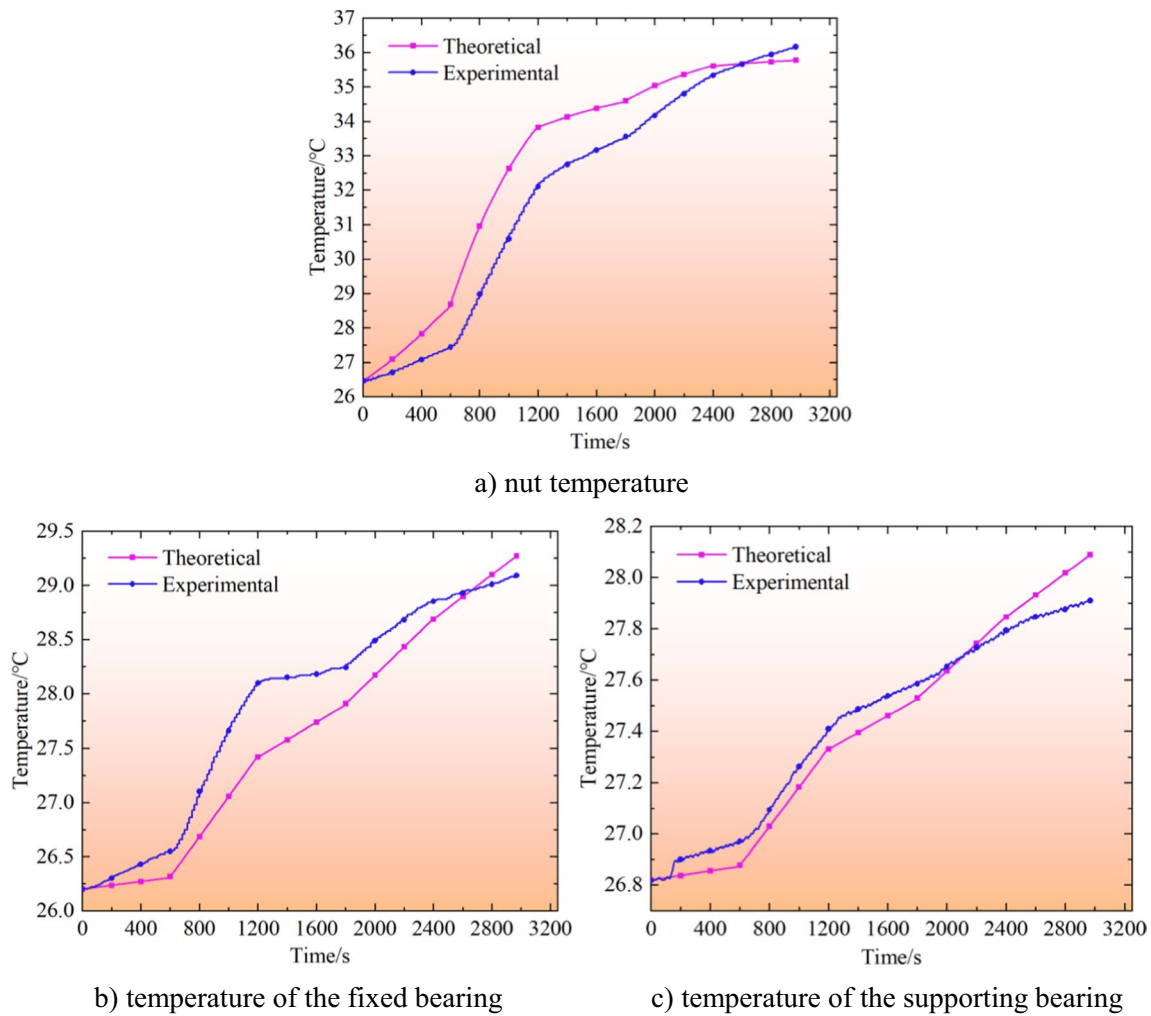 37
36
35
34
33
32
31
30
29
28
27
26
Temperature/°C
Theoretical
Experimental
0 400 800 1200 1600 2000 2400 2800 3200
Time/s
a) nut temperature
29.5
29.0
28.5
28.0
27.5
27.0
26.5
26.0
Temperature/°C
Theoretical
Experimental
0 400 800 1200 1600 2000 2400 2800 3200
Time/s
b) temperature of the fixed bearing
28.2
28.0
27.8
27.6
27.4
27.2
27.0
26.8
Temperature/°C
Theoretical
Experimental
0 400 800 1200 1600 2000 2400 2800 3200
Time/s
c) temperature of the supporting bearing